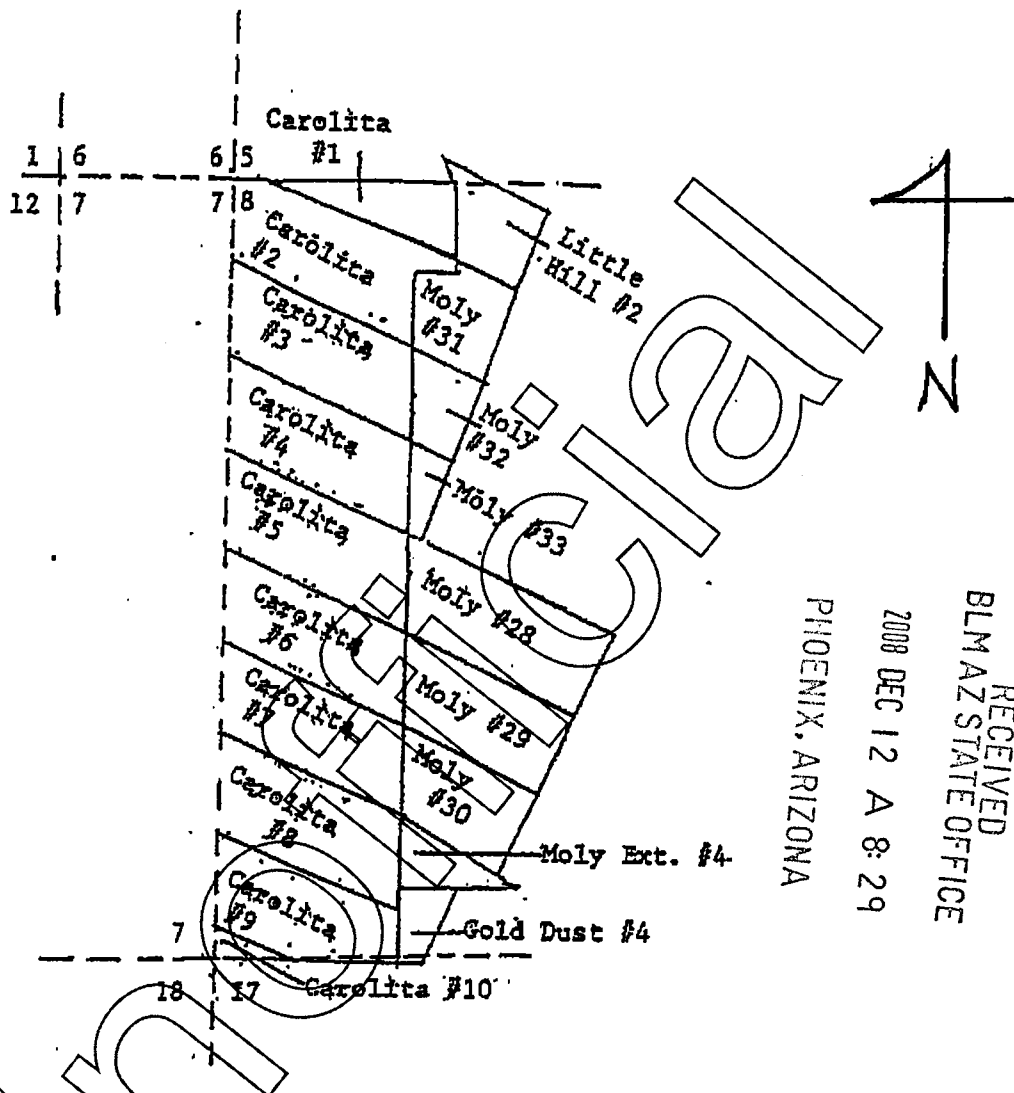 Carolita
#1
1 6
6 5
12 7
7 8
Carolita
#2
Little
Hill #2
Moly
#31
Carolita
#3
N
Carolita
#4
Moly
#32
Moly #33
Carolita
#5
Moly #28
Carolita
#6
Moly #29
Carolita
#7
Moly
#30
Carolita
#8
Moly Ext. #4
Carolita
#9
Gold Dust #4
7
18 17
Carolita #10
RECEIVED
BLM AZ STATE OFFICE
2008 DEC 12 A 8:29
PHOENIX, ARIZONA